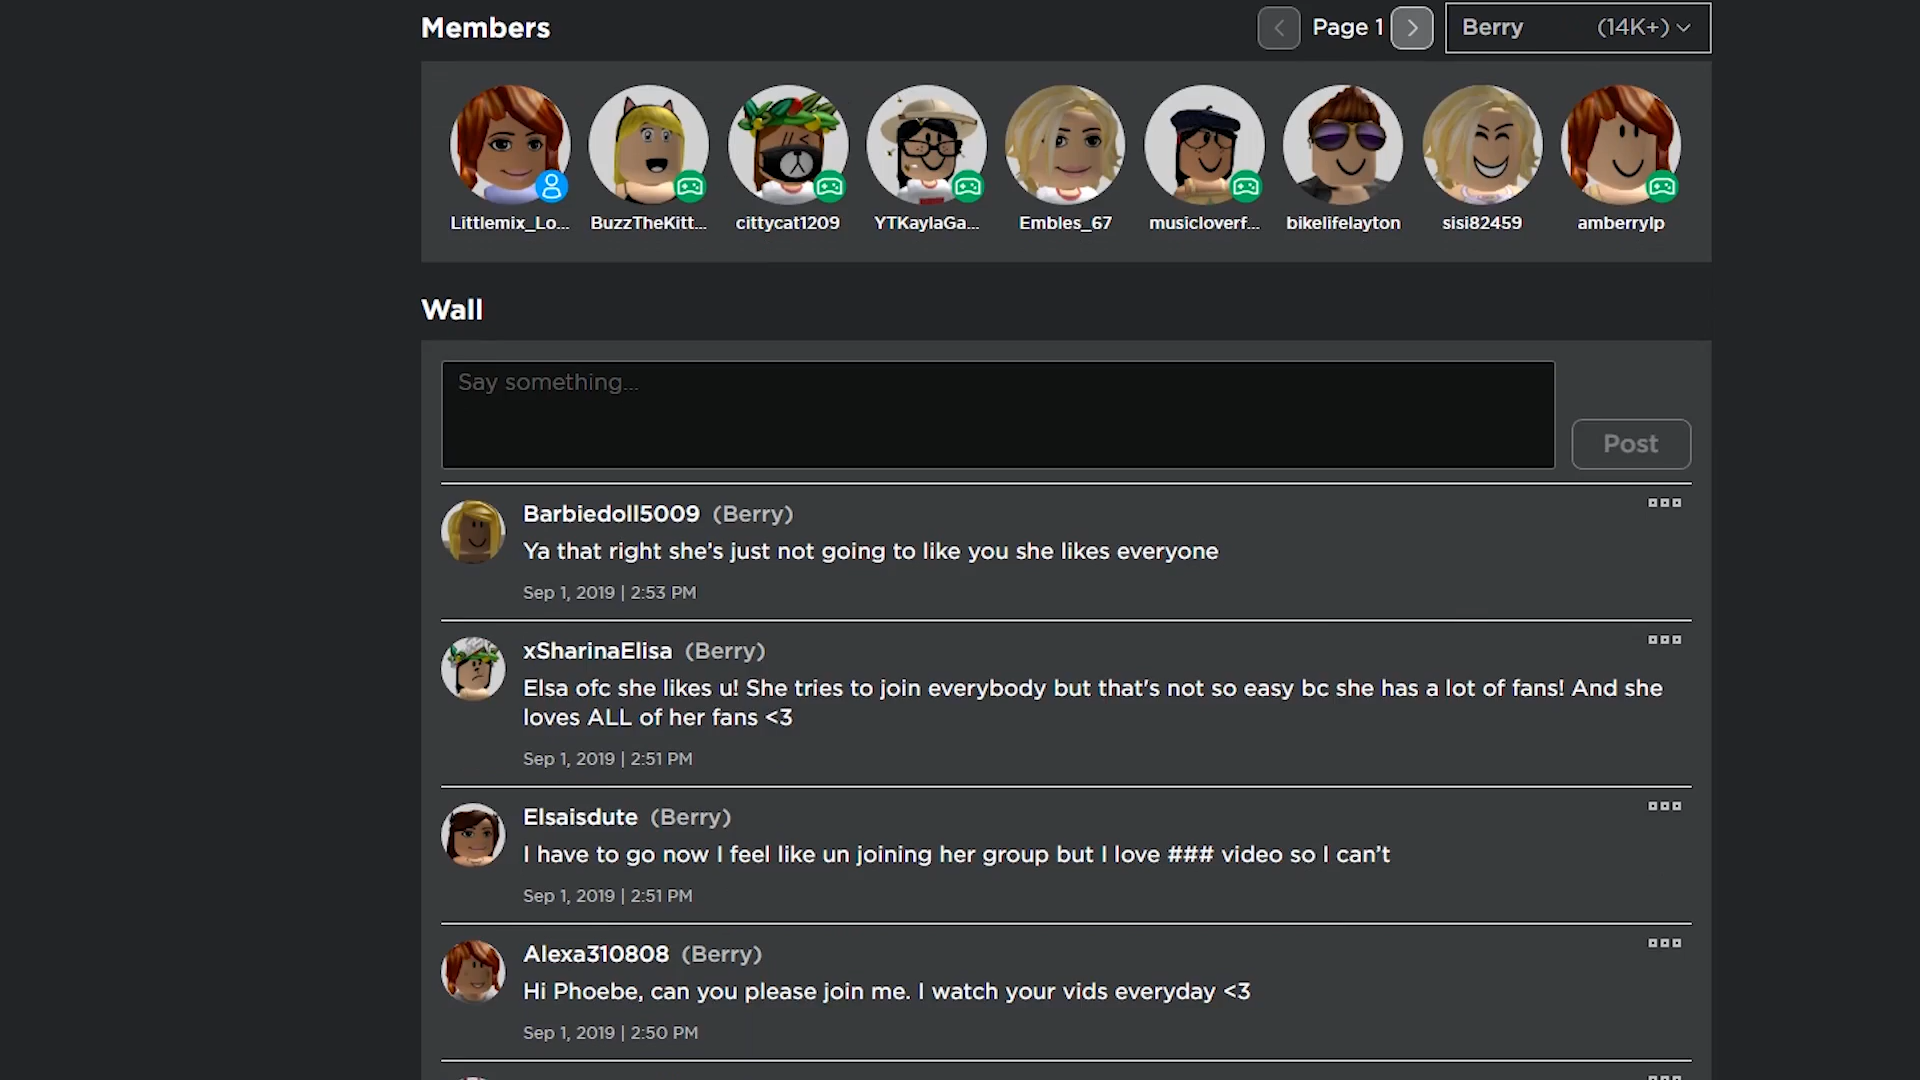 Members
Page 1
Berry (14K+)
Littlemix_Lo...
BuzzTheKitt...
cittycat1209
YTKaylaGa...
Embles_67
musicloverf...
bikelifelayton
sisi82459
amberrylp
Wall
Say something...
Post
Barbiedoll5009 (Berry)
Ya that right she's just not going to like you she likes everyone
Sep 1, 2019 | 2:53 PM
xSharinaElisa (Berry)
Elsa ofc she likes u! She tries to join everybody but that's not so easy bc she has a lot of fans! And she
loves ALL of her fans <3
Sep 1, 2019 | 2:51 PM
Elsaisdute (Berry)
I have to go now I feel like un joining her group but I love ### video so I can't
Sep 1, 2019 | 2:51 PM
Alexa310808 (Berry)
Hi Phoebe, can you please join me. I watch your vids everyday <3
Sep 1, 2019 | 2:50 PM